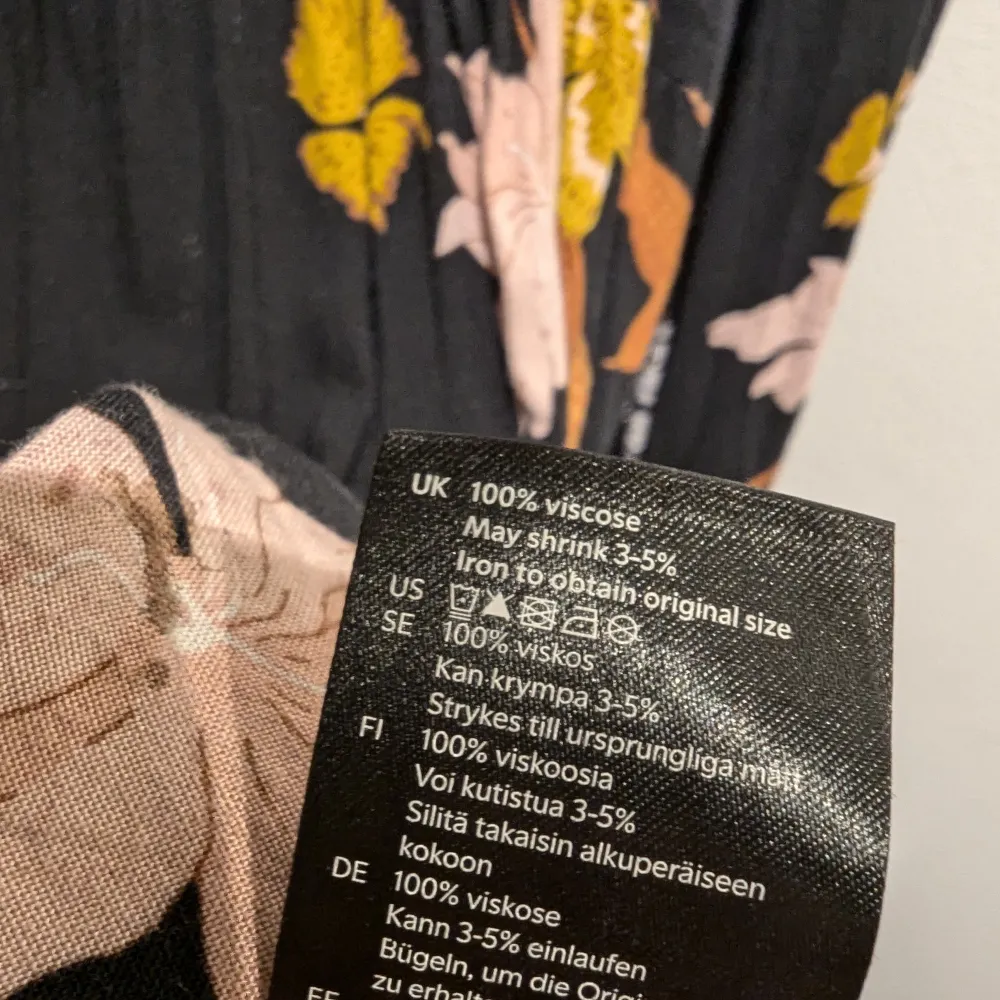 UK 100% viscose
May shrink 3-5%
Iron to obtain original size
US
SE 100% viskos
Kan krympa 3-5%
Strykes till ursprungliga mått
FI 100% viskoosia
Voi kutistua 3-5%
Silitä takaisin alkuperäiseen
kokoon
DE 100% viskose
Kann 3-5% einlaufen
Bügeln, um die
zu